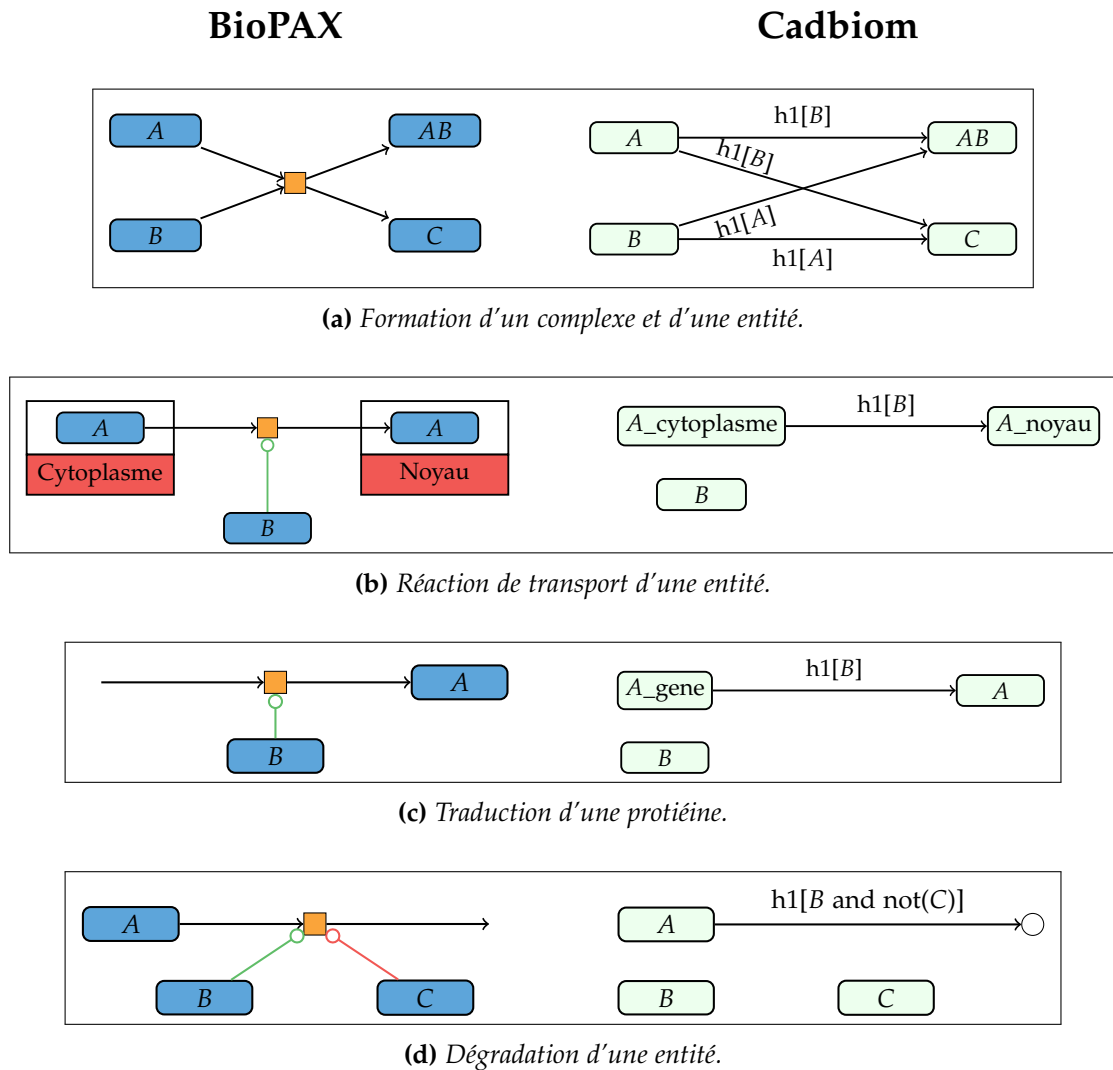 BioPAX Cadbiom
A AB A h1[B] AB
h1[B]
B C B h1[A] C
h1[A]
(a) Formation d'un complexe et d'une entité.
A A A_cytoplasme h1[B] A_noyau
Cytoplasme Noyau
B B
(b) Réaction de transport d'une entité.
A A_gene h1[B] A
B B
(c) Traduction d'une protiéine.
A A h1[B and not(C)]
B C B C
(d) Dégradation d'une entité.